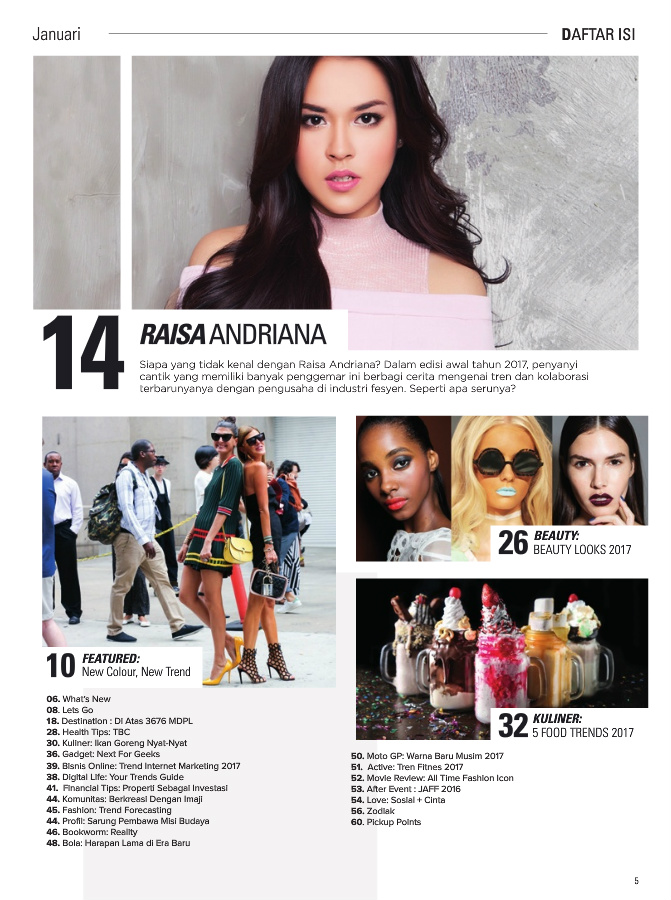 Januari
DAFTAR ISI
14
RAISA ANDRIANA
Siapa yang tidak kenal dengan Raisa Andriana? Dalam edisi awal tahun 2017, penyanyi
cantik yang memiliki banyak penggemar ini berbagi cerita mengenai tren dan kolaborasi
terbarunyanya dengan pengusaha di industri fesyen. Seperti apa serunya?
10
FEATURED:
New Colour, New Trend
26
BEAUTY:
BEAUTY LOOKS 2017
32
KULINER:
5 FOOD TRENDS 2017
06. What's New
08. Lets Go
18. Destination : Di Atas 3676 MDPL
28. Health Tips: TBC
30. Kuliner: Ikan Goreng Nyat-Nyat
36. Gadget: Next For Geeks
39. Bisnis Online: Trend Internet Marketing 2017
38. Digital Life: Your Trends Guide
41. Financial Tips: Properti Sebagai Investasi
44. Komunitas: Berkreasi Dengan Imaji
45. Fashion: Trend Forecasting
44. Profil: Sarung Pembawa Misi Budaya
46. Bookworm: Reality
48. Bola: Harapan Lama di Era Baru
50. Moto GP: Warna Baru Musim 2017
51. Active: Tren Fitnes 2017
52. Movie Review: All Time Fashion Icon
53. After Event : JAFF 2016
54. Love: Sosial + Cinta
56. Zodiak
60. Pickup Points
5